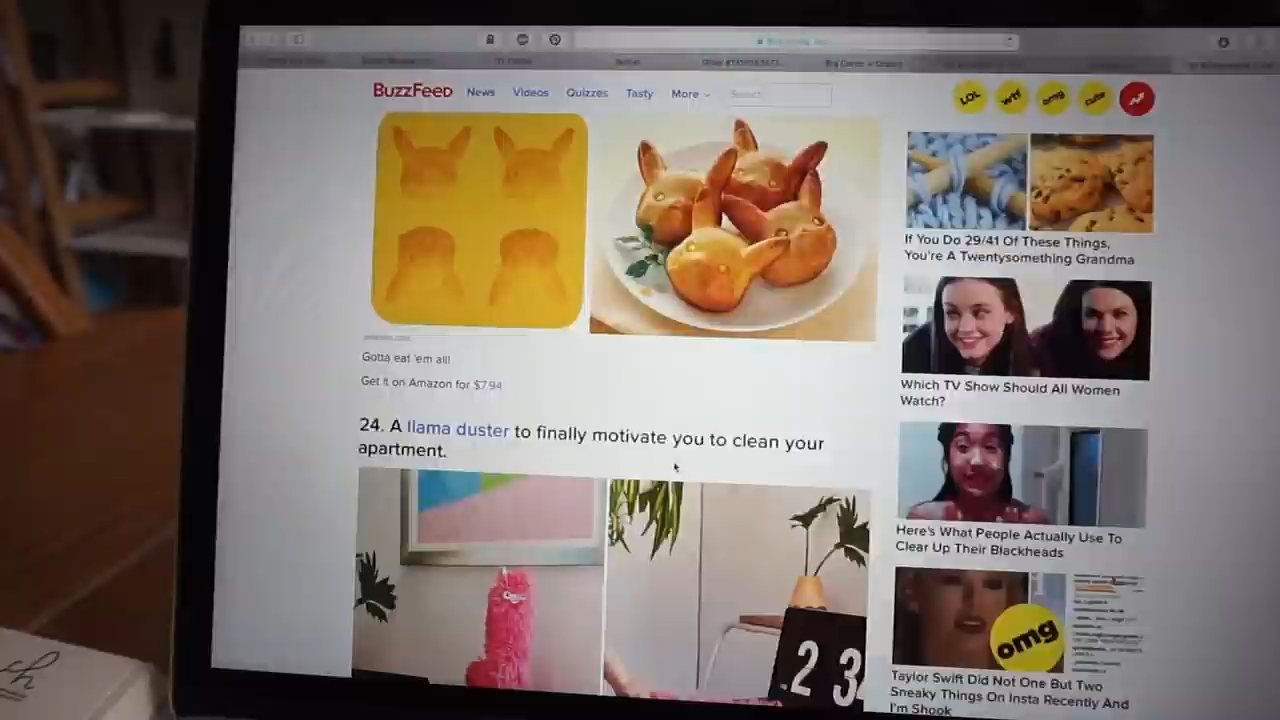 BuzzFeed News Videos Quizzes Tasty More Search
LOL wtf omg cute
Gotta eat 'em all!
Get it on Amazon for $7.94
24. A llama duster to finally motivate you to clean your
apartment.
2 3
If You Do 29/41 Of These Things,
You're A Twentysomething Grandma
Which TV Show Should All Women
Watch?
Here's What People Actually Use To
Clear Up Their Blackheads
omg
Taylor Swift Did Not One But Two
Sneaky Things On Insta Recently And
I'm Shook